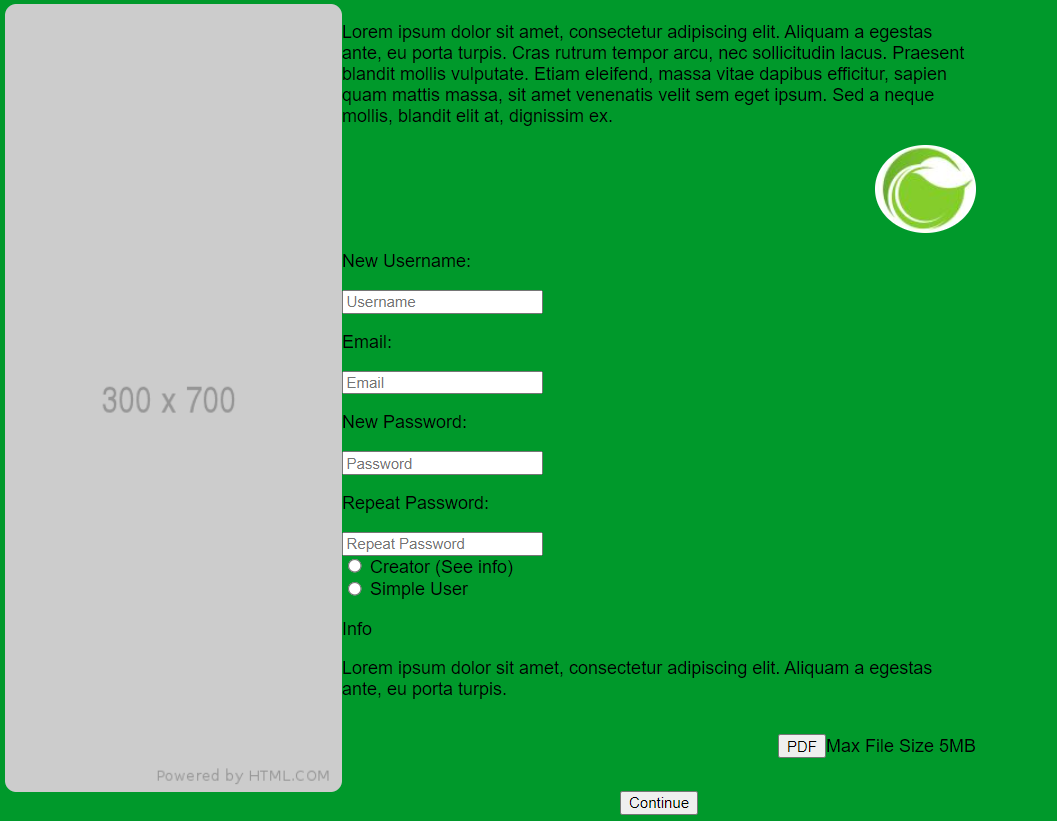 Lorem ipsum dolor sit amet, consectetur adipiscing elit. Aliquam a egestas
ante, eu porta turpis. Cras rutrum tempor arcu, nec sollicitudin lacus. Praesent
blandit mollis vulputate. Etiam eleifend, massa vitae dapibus efficitur, sapien
quam mattis massa, sit amet venenatis velit sem eget ipsum. Sed a neque
mollis, blandit elit at, dignissim ex.
New Username:
Username
Email:
Email
300 x 700
New Password:
Password
Repeat Password:
Repeat Password
Creator (See info)
Simple User
Info
Lorem ipsum dolor sit amet, consectetur adipiscing elit. Aliquam a egestas
ante, eu porta turpis.
PDF Max File Size 5MB
Powered by HTML.COM
Continue